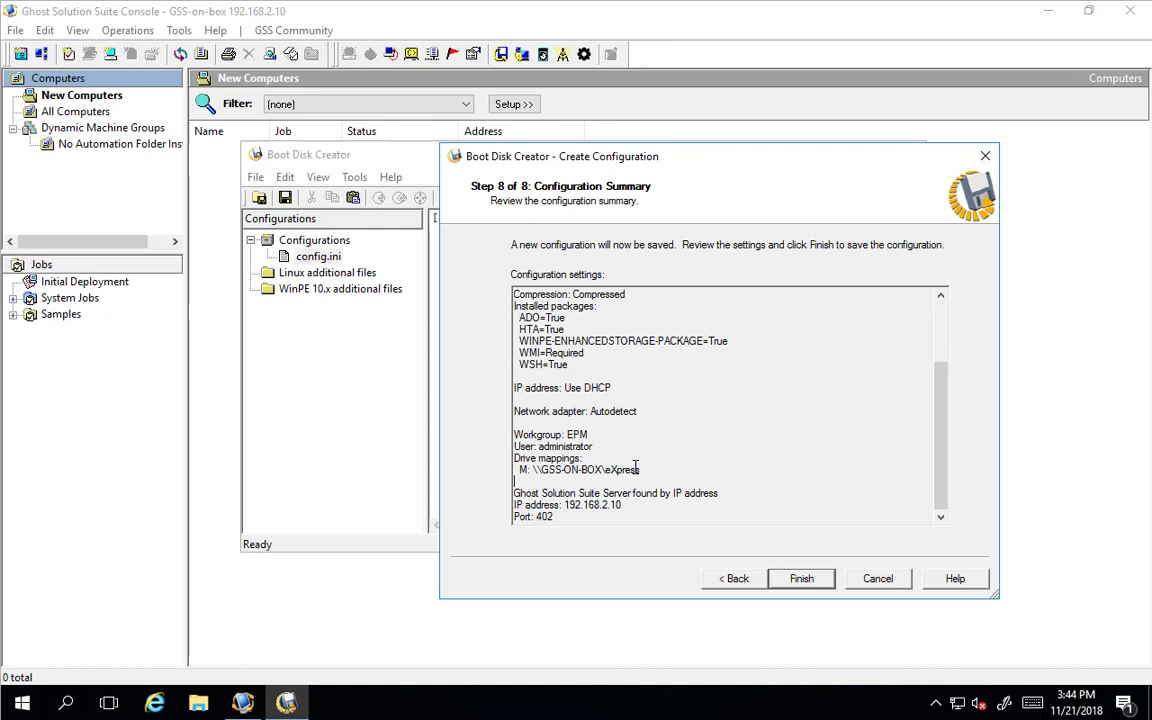 Ghost Solution Suite Console - GSS-on-box 192.168.2.10
File Edit View Operations Tools Help GSS Community
Computers
New Computers
All Computers
Dynamic Machine Groups
No Automation Folder Ins
New Computers Computers
Filter: (none) Setup >>
Name Job Status Address
Jobs
Initial Deployment
System Jobs
Samples
0 total
Boot Disk Creator
File Edit View Tools Help
Configurations
Configurations
config.ini
Linux additional files
WinPE 10.x additional files
Ready
Boot Disk Creator - Create Configuration
Step 8 of 8: Configuration Summary
Review the configuration summary.
A new configuration will now be saved. Review the settings and click Finish to save the configuration.
Configuration settings:
Compression: Compressed
Installed packages:
ADO=True
HTA=True
WINPE-ENHANCEDSTORAGE-PACKAGE=True
WMI=Required
WSH=True
IP address: Use DHCP
Network adapter: Autodetect
Workgroup: EPM
User: administrator
Drive mappings:
M: \\GSS-ON-BOX\eXpress
Ghost Solution Suite Server found by IP address
IP address: 192.168.2.10
Port: 402
< Back Finish Cancel Help
3:44 PM
11/21/2018
1